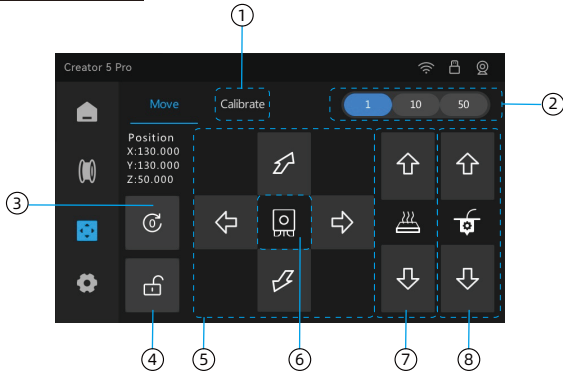 ①
Creator 5 Pro
Move
Calibrate
1
10
50
②
Position
X:130.000
Y:130.000
Z:50.000
③
0
④
⑤
⑥
⑦
⑧